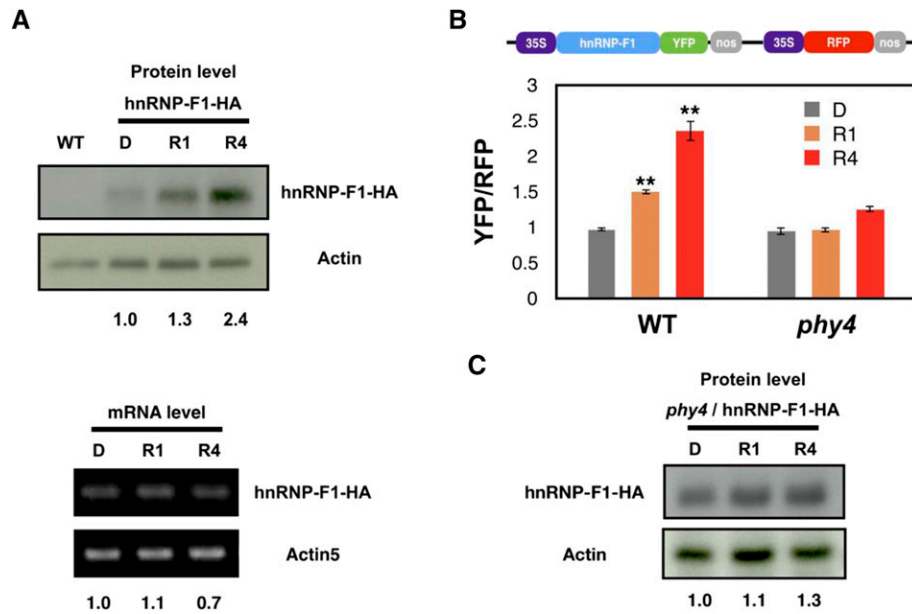 A
Protein level
hnRNP-F1-HA
WT D R1 R4
hnRNP-F1-HA
Actin
1.0 1.3 2.4
mRNA level
D R1 R4
hnRNP-F1-HA
Actin5
1.0 1.1 0.7
B
35S hnRNP-F1 YFP nos 35S RFP nos
YFP/RFP
3
2.5
2
1.5
1
0.5
0
** **
D
R1
R4
WT phy4
C
Protein level
phy4 / hnRNP-F1-HA
D R1 R4
hnRNP-F1-HA
Actin
1.0 1.1 1.3